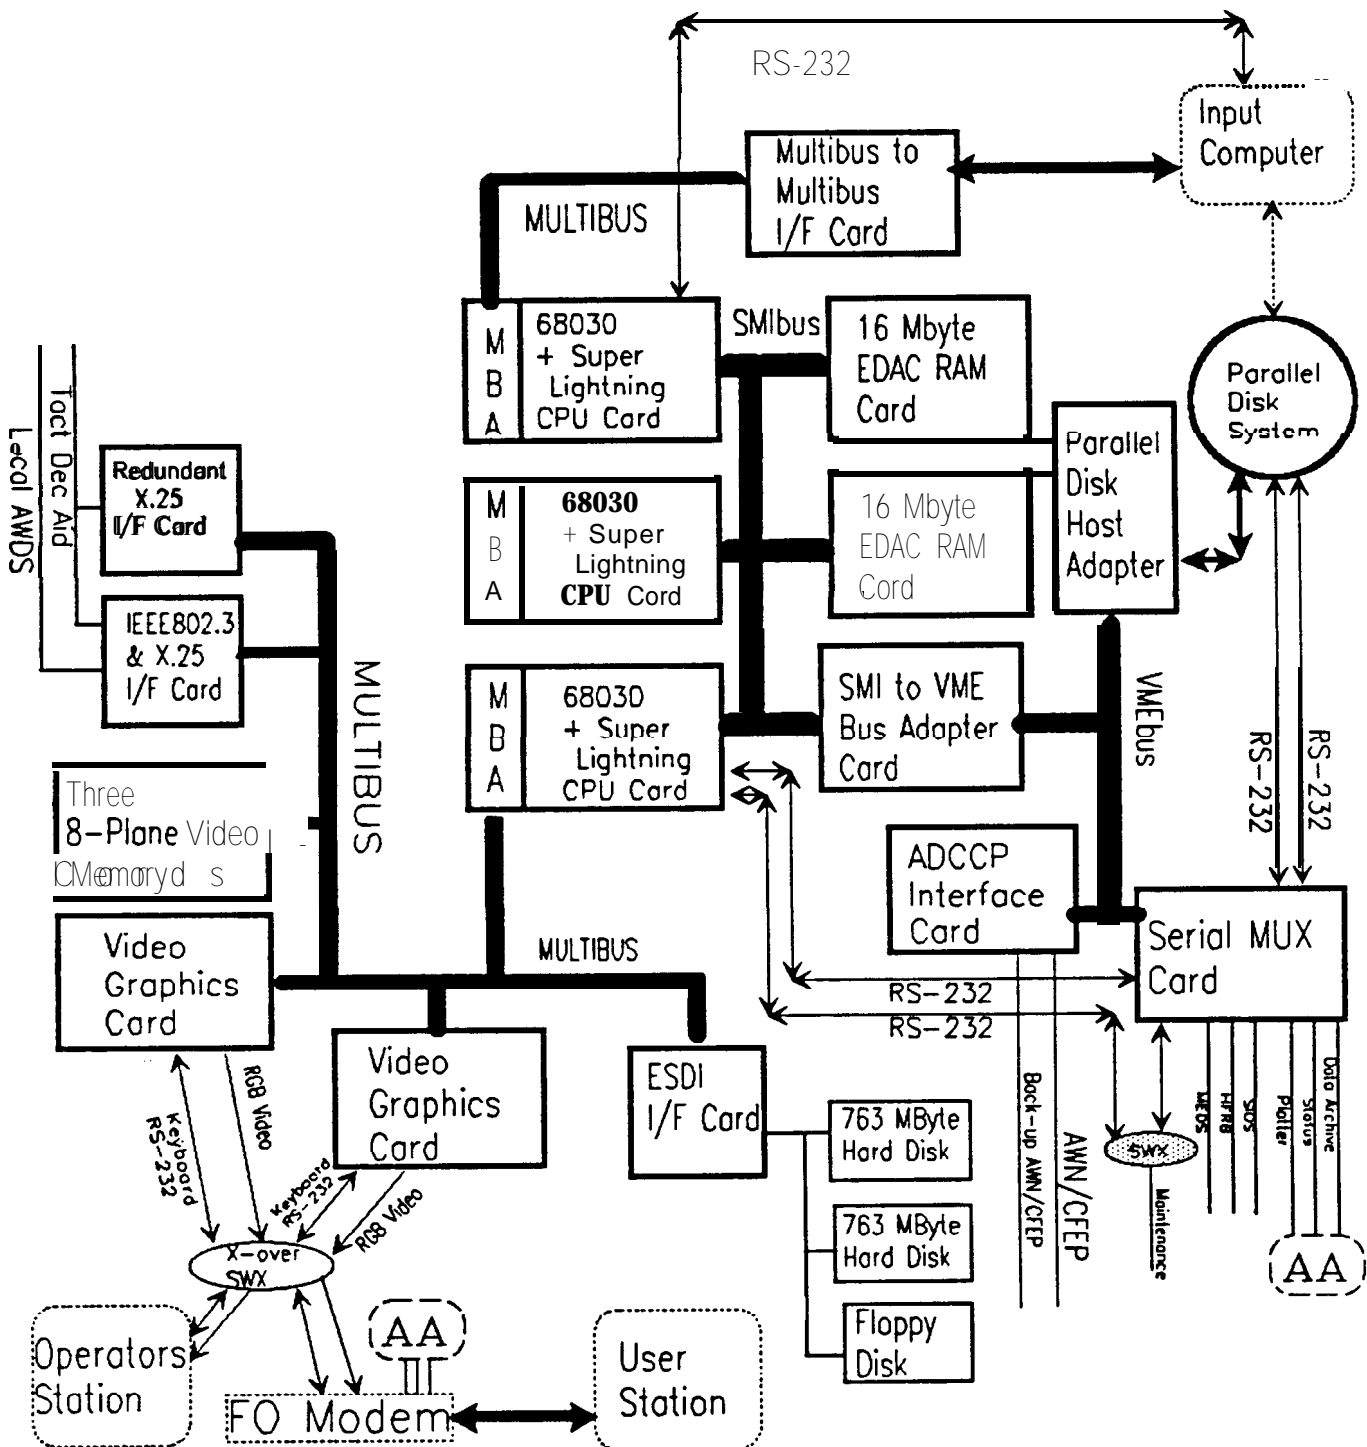 RS-232
Input
Computer
Multibus to
Multibus
I/F Card
MULTIBUS
M
B
A
68030
+ Super
Lightning
CPU Card
SMIbus
16 Mbyte
EDAC RAM
Card
Parallel
Disk
System
Parallel
Disk
Host
Adapter
Tact Dec Aid
Local AWDS
Redundant
X.25
I/F Card
M
B
A
68030
+ Super
Lightning
CPU Cord
16 Mbyte
EDAC RAM
Cord
IEEE802.3
& X.25
I/F Card
MULTIBUS
M
B
A
68030
+ Super
Lightning
CPU Card
SMI to VME
Bus Adapter
Card
VMEbus
RS-232
RS-232
Three
8-Plane Video
ADCCP
Interface
Card
Serial MUX
Card
Video
Graphics
Card
MULTIBUS
RS-232
RS-232
Video
Graphics
Card
ESDI
I/F Card
RGB Video
Keyboard
RS-232
Keyboard
RS-232
RGB Video
763 MByte
Hard Disk
763 MByte
Hard Disk
Floppy
Disk
Back-up AWN/CFEP
AWN/CFEP
SWX
Maintenance
MEDS
HFRB
SIOS
Plotter
Status
Data Archive
AA
X-over
SWX
Operators
Station
AA
FO Modem
User
Station